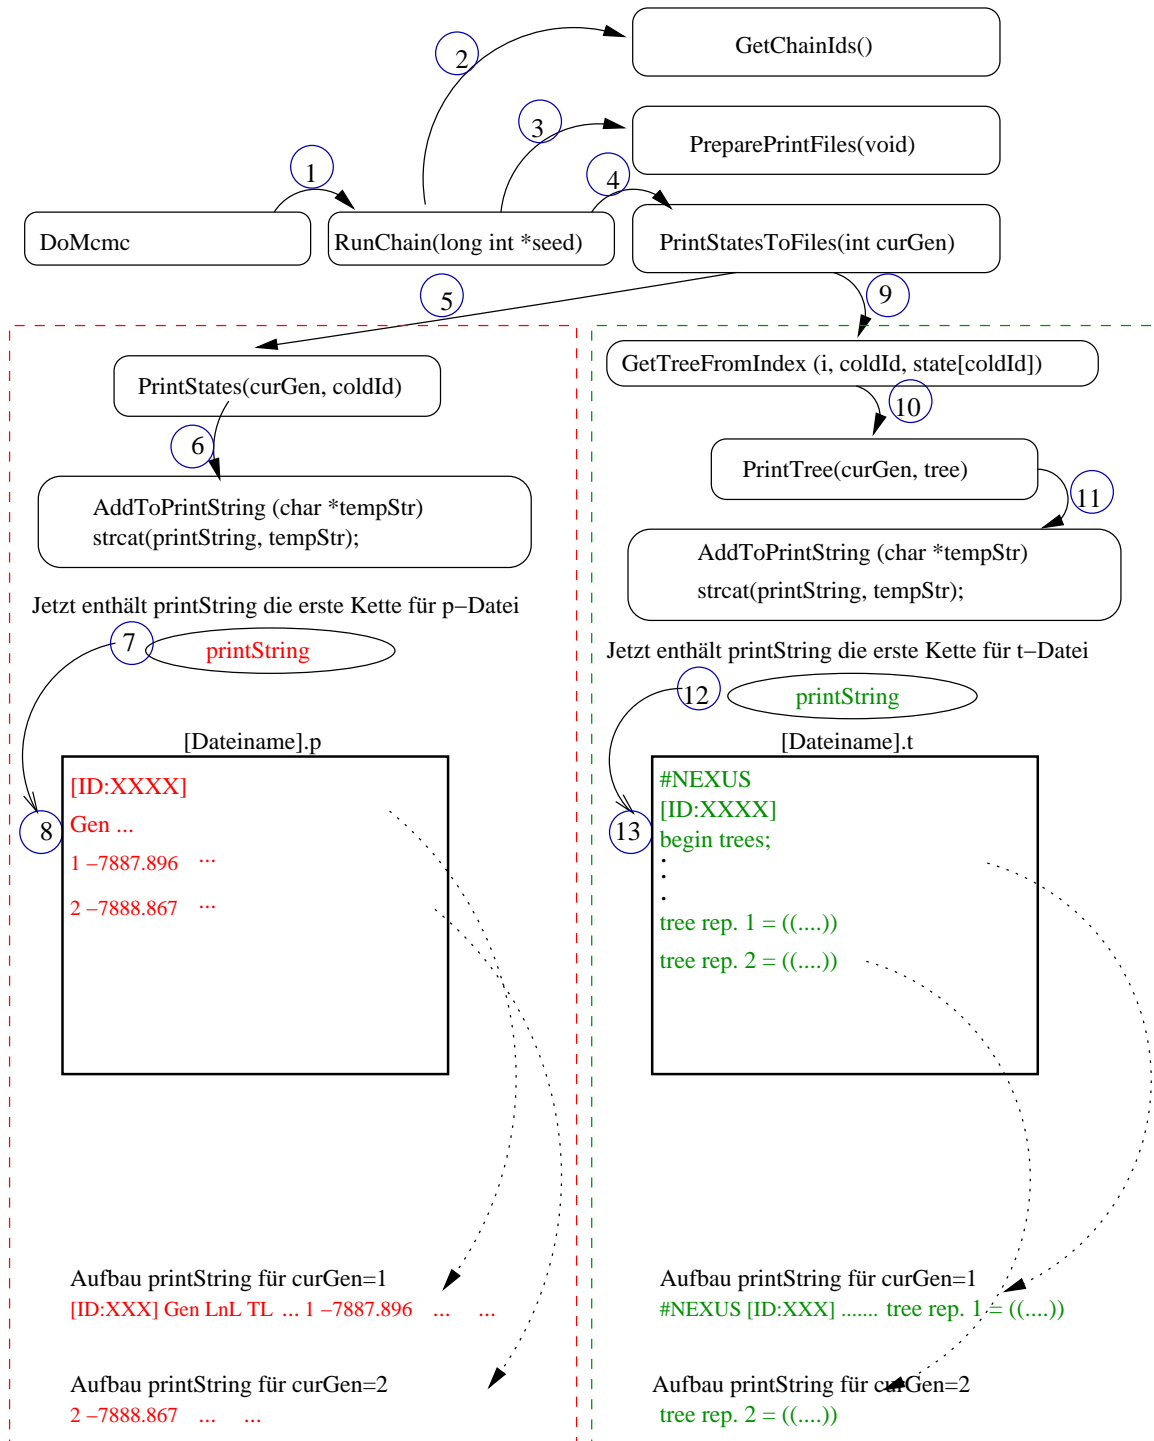 GetChainIds()
2
3
PreparePrintFiles(void)
1
4
DoMcmc
RunChain(long int *seed)
PrintStatesToFiles(int curGen)
5
9
GetTreeFromIndex (i, coldId, state[coldId])
PrintStates(curGen, coldId)
10
6
PrintTree(curGen, tree)
11
AddToPrintString (char *tempStr)
strcat(printString, tempStr);
AddToPrintString (char *tempStr)
strcat(printString, tempStr);
Jetzt enthält printString die erste Kette für p−Datei
7
printString
Jetzt enthält printString die erste Kette für t−Datei
12
printString
[Dateiname].p
[ID:XXXX]
Gen ...
8
1 −7887.896 ...
2 −7888.867 ...
[Dateiname].t
#NEXUS
[ID:XXXX]
13
begin trees;
.
.
.
tree rep. 1 = ((....))
tree rep. 2 = ((....))
Aufbau printString für curGen=1
[ID:XXX] Gen LnL TL ... 1 −7887.896 ... ...
Aufbau printString für curGen=2
2 −7888.867 ... ...
Aufbau printString für curGen=1
#NEXUS [ID:XXX] ....... tree rep. 1 = ((....))
Aufbau printString für curGen=2
tree rep. 2 = ((....))